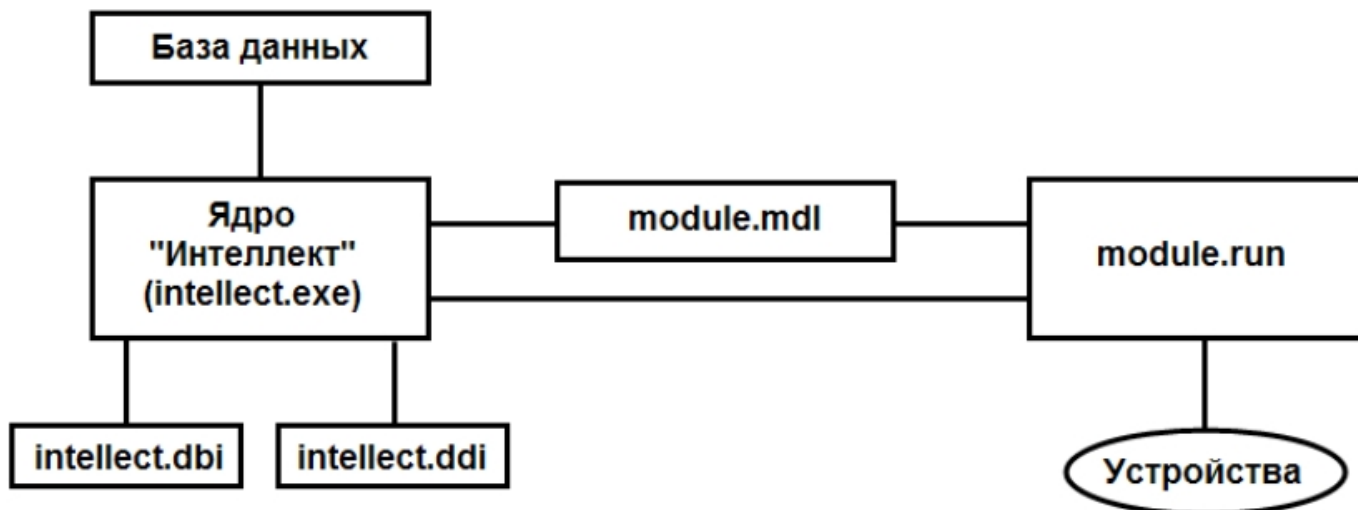 База данных
Ядро
"Интеллект"
(intellect.exe)
module.mdl
module.run
intellect.dbi
intellect.ddi
Устройства